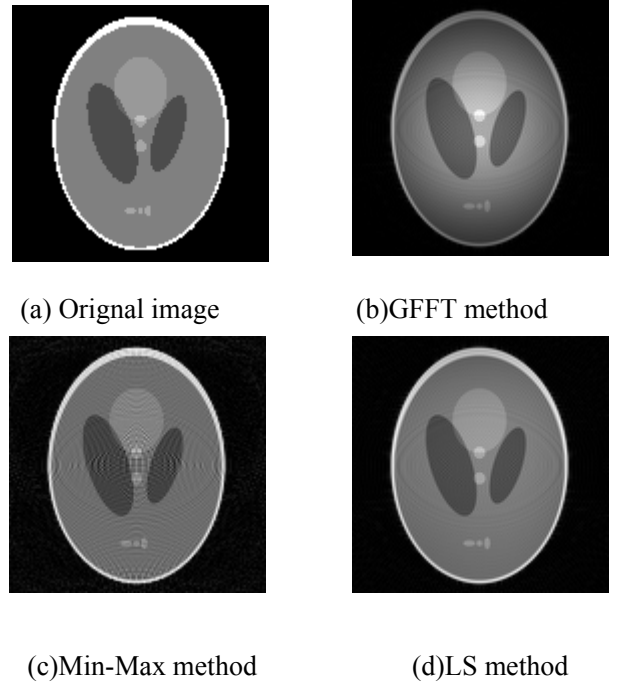 (a) Orignal image
(b)GFFT method
(c)Min-Max method
(d)LS method